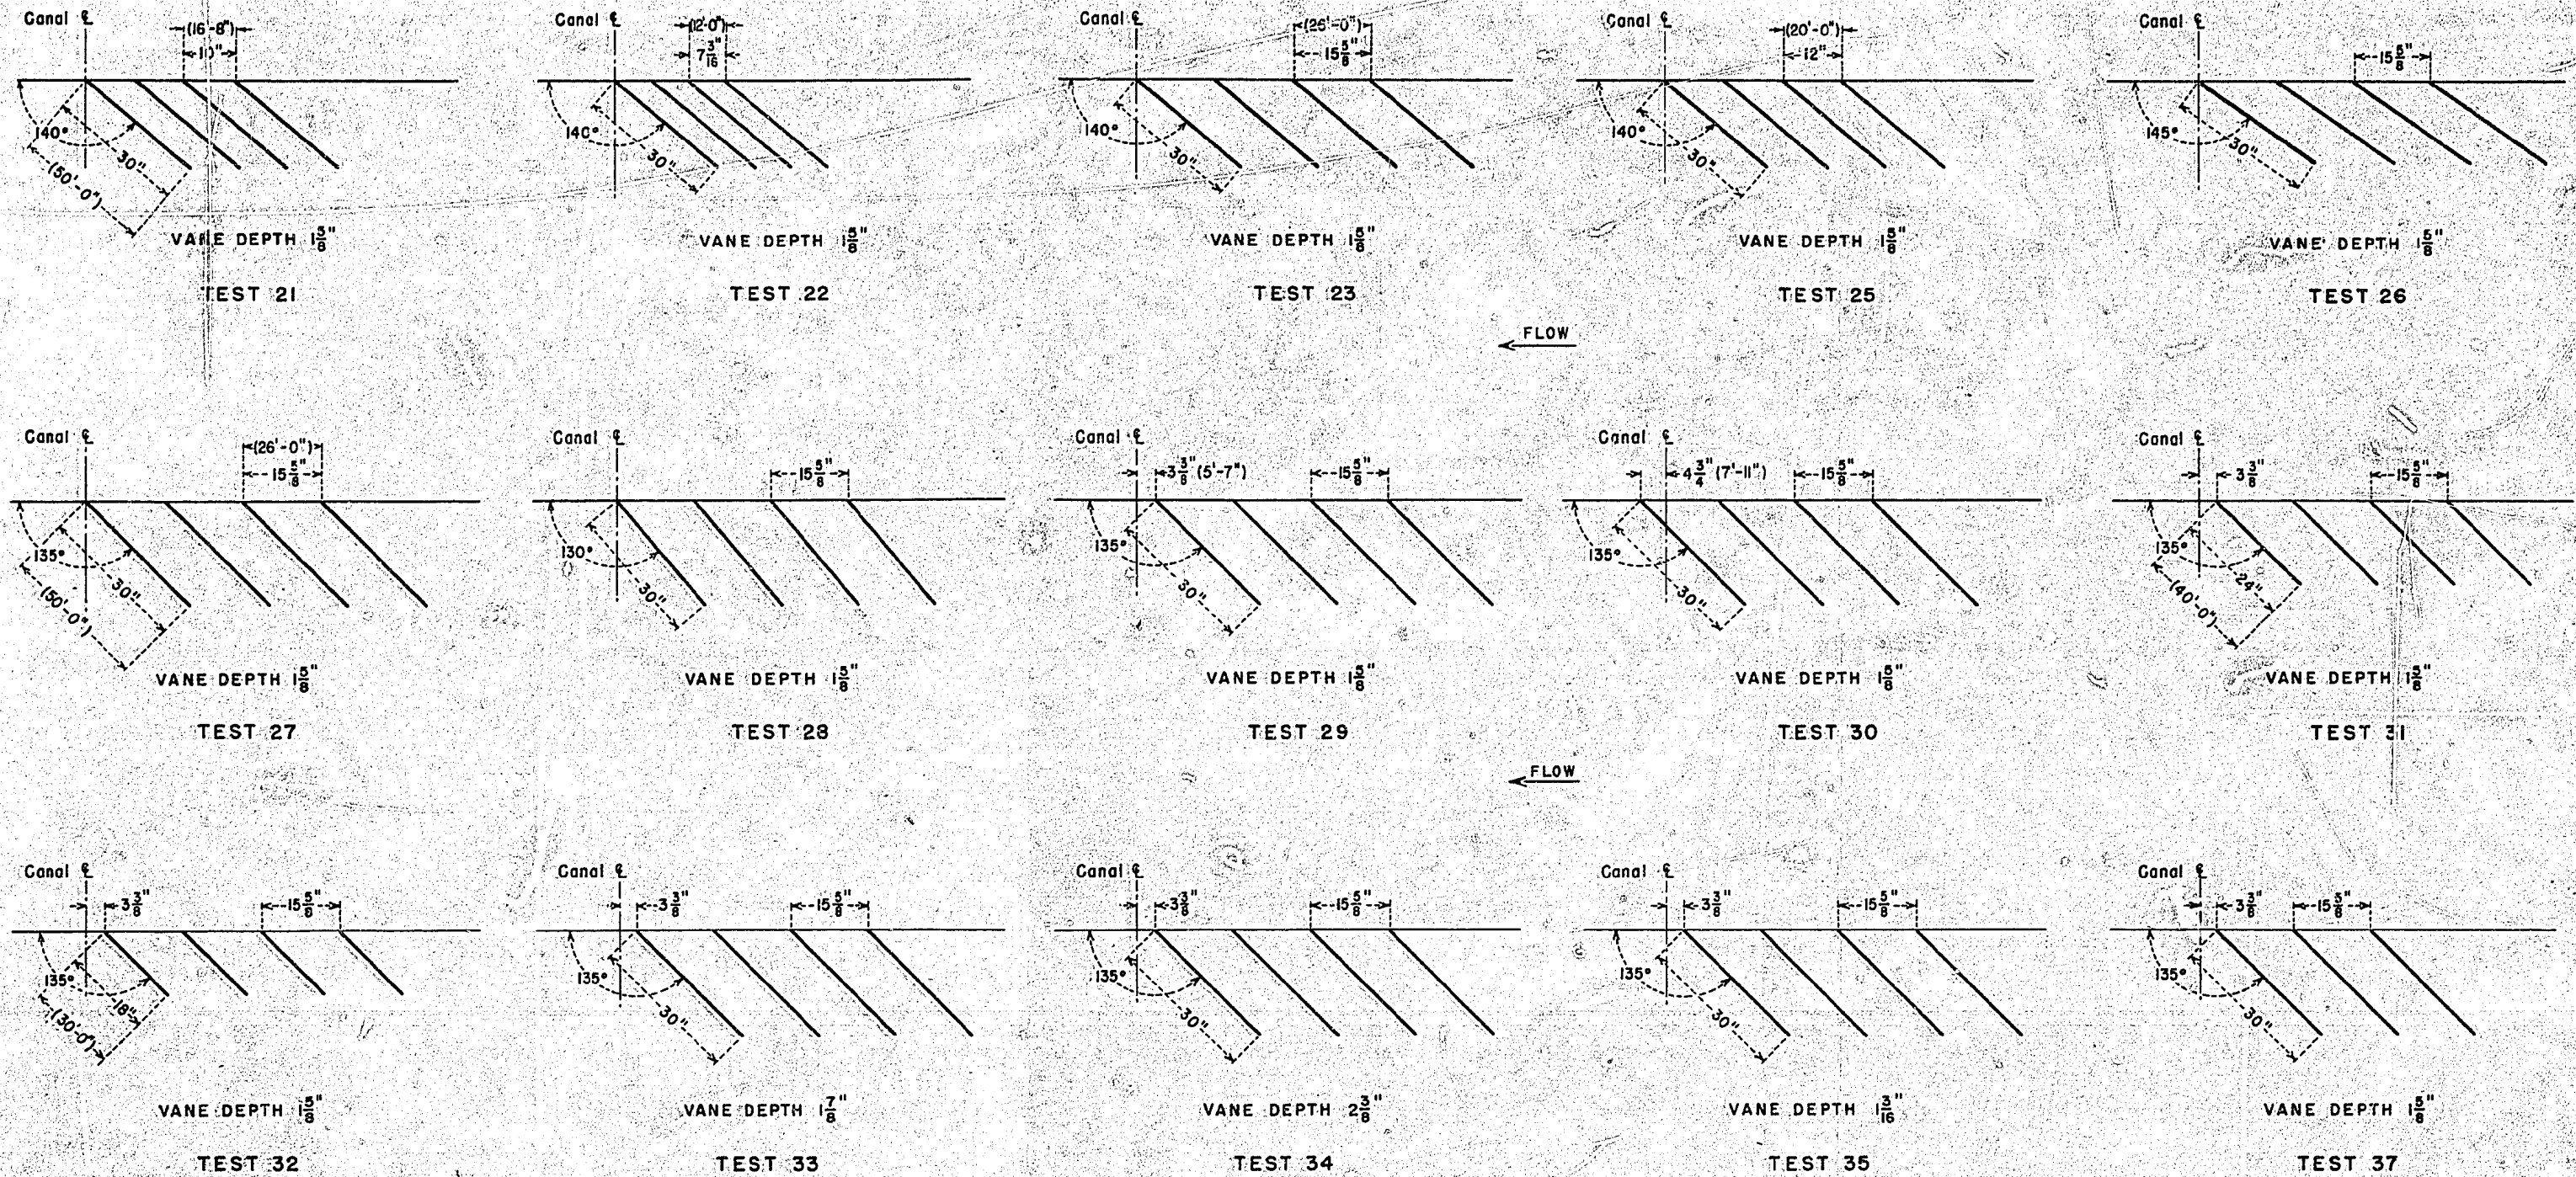 Canal ℄
(16'-8")
10"
140°
30"
(50'-0")
VANE DEPTH 1 5/8"
TEST 21
Canal ℄
(12'-0")
7 3/16"
140°
30"
VANE DEPTH 1 5/8"
TEST 22
Canal ℄
(26'-0")
15 5/8"
140°
30"
VANE DEPTH 1 5/8"
TEST 23
Canal ℄
(20'-0")
12"
140°
30"
VANE DEPTH 1 5/8"
TEST 25
Canal ℄
15 5/8"
145°
30"
VANE DEPTH 1 5/8"
TEST 26
FLOW
Canal ℄
(26'-0")
15 5/8"
135°
30"
(50'-0")
VANE DEPTH 1 5/8"
TEST 27
Canal ℄
15 5/8"
130°
30"
VANE DEPTH 1 5/8"
TEST 28
Canal ℄
3 3/8" (5'-7")
15 5/8"
135°
30"
VANE DEPTH 1 5/8"
TEST 29
Canal ℄
4 3/4" (7'-11")
15 5/8"
135°
30"
VANE DEPTH 1 5/8"
TEST 30
Canal ℄
3 3/8"
15 5/8"
135°
24"
(40'-0")
VANE DEPTH 1 5/8"
TEST 31
FLOW
Canal ℄
3 3/8"
15 5/8"
135°
18"
(30'-0")
VANE DEPTH 1 5/8"
TEST 32
Canal ℄
3 3/8"
15 5/8"
135°
30"
VANE DEPTH 1 7/8"
TEST 33
Canal ℄
3 3/8"
15 5/8"
135°
30"
VANE DEPTH 2 3/8"
TEST 34
Canal ℄
3 3/8"
15 5/8"
135°
30"
VANE DEPTH 1 3/16"
TEST 35
Canal ℄
3 3/8"
15 5/8"
135°
30"
VANE DEPTH 1 5/8"
TEST 37